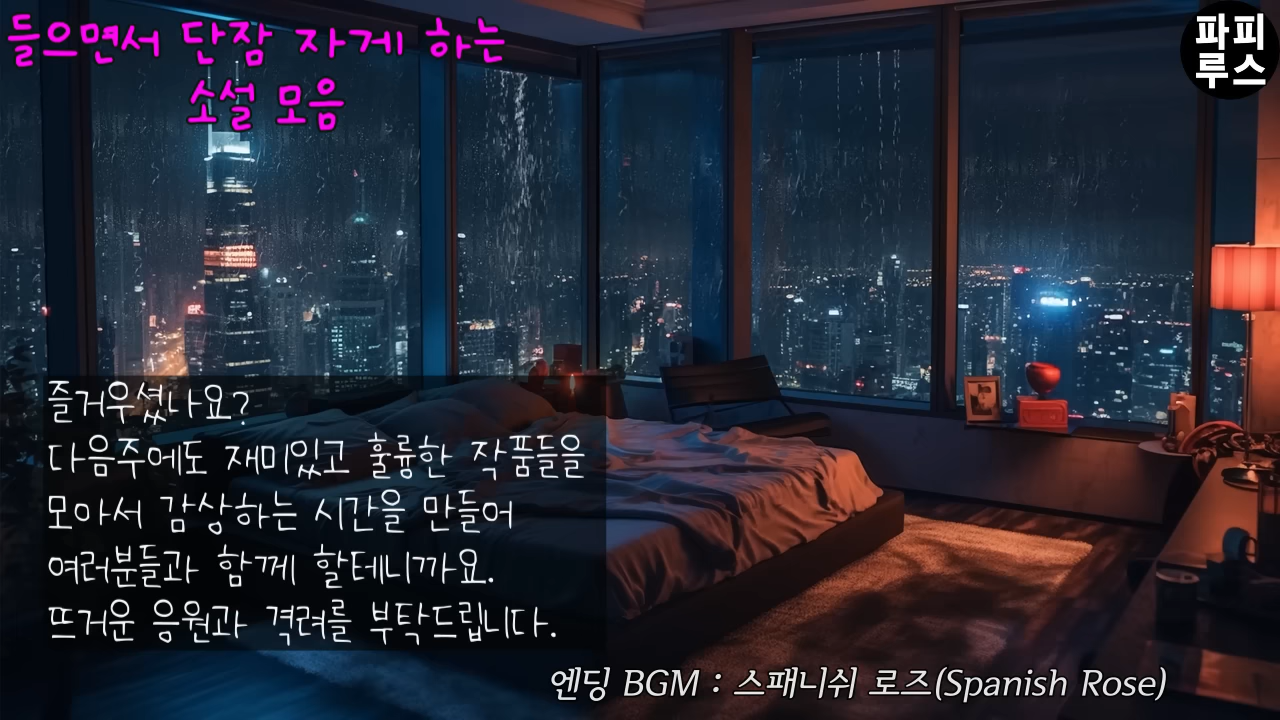 들으면서 단잠 자게 하는
소설 모음
파피
루스
즐거우셨나요?
다음주에도 재미있고 훌륭한 작품들을
모아서 감상하는 시간을 만들어
여러분들과 함께 할테니까요.
뜨거운 응원과 격려를 부탁드립니다.
엔딩 BGM : 스패니쉬 로즈(Spanish Rose)